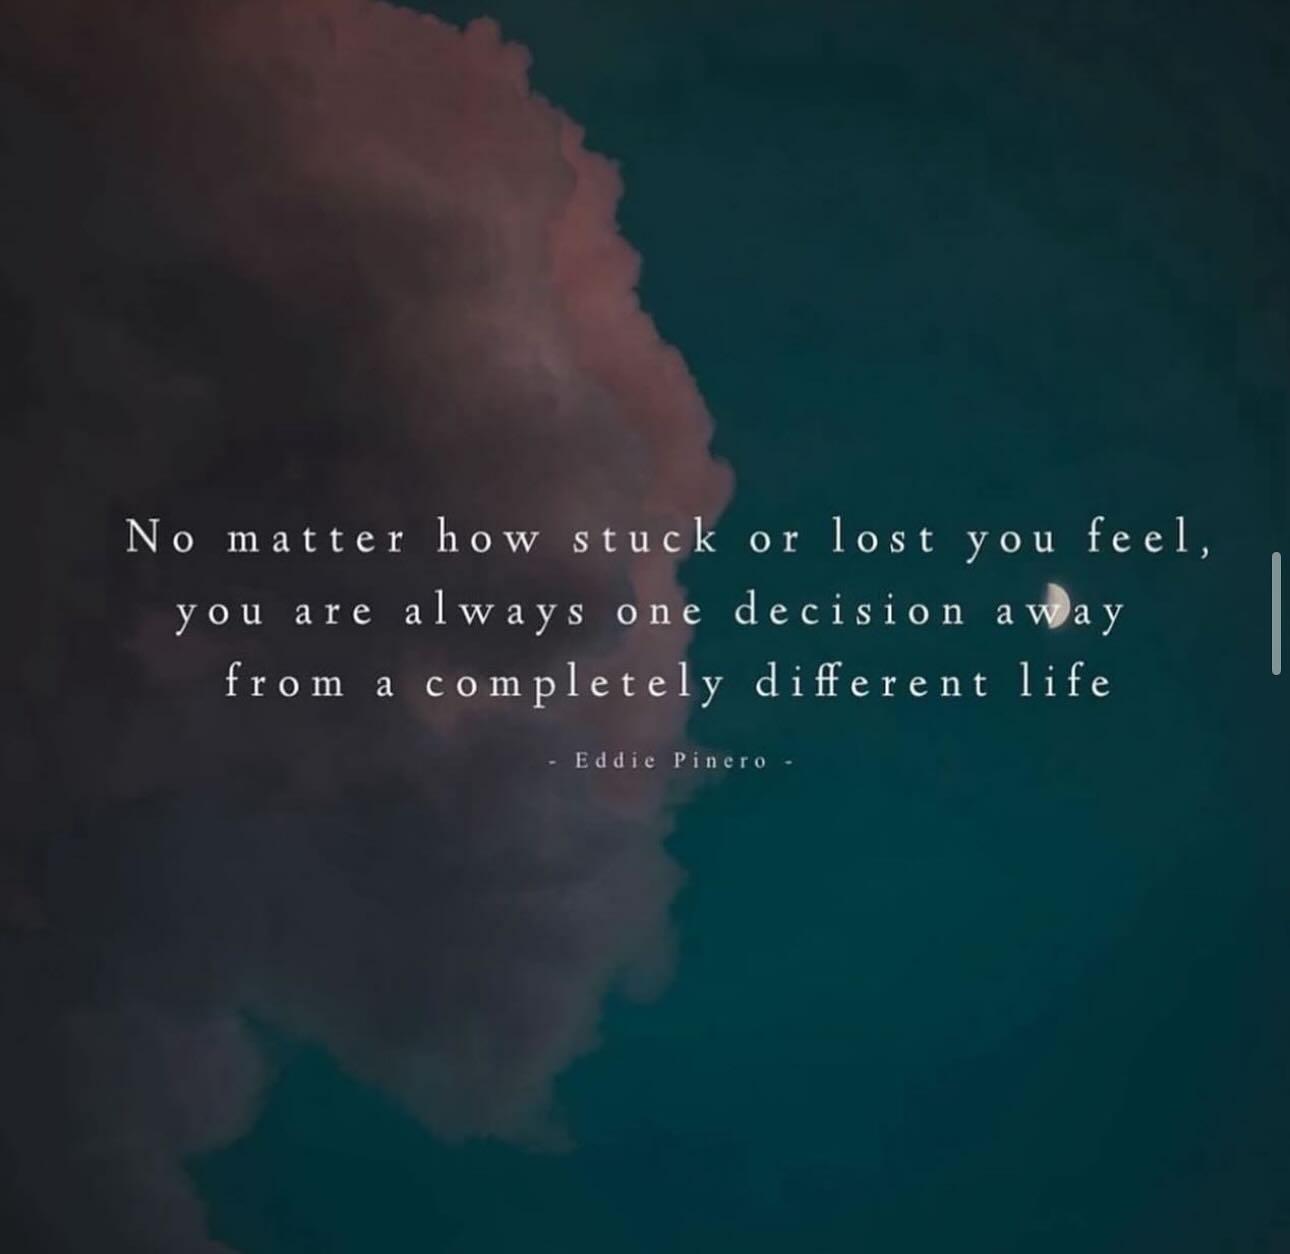 No matter how stuck or lost you feel,
you are always one decision away
from a completely different life
- Eddie Pinero -